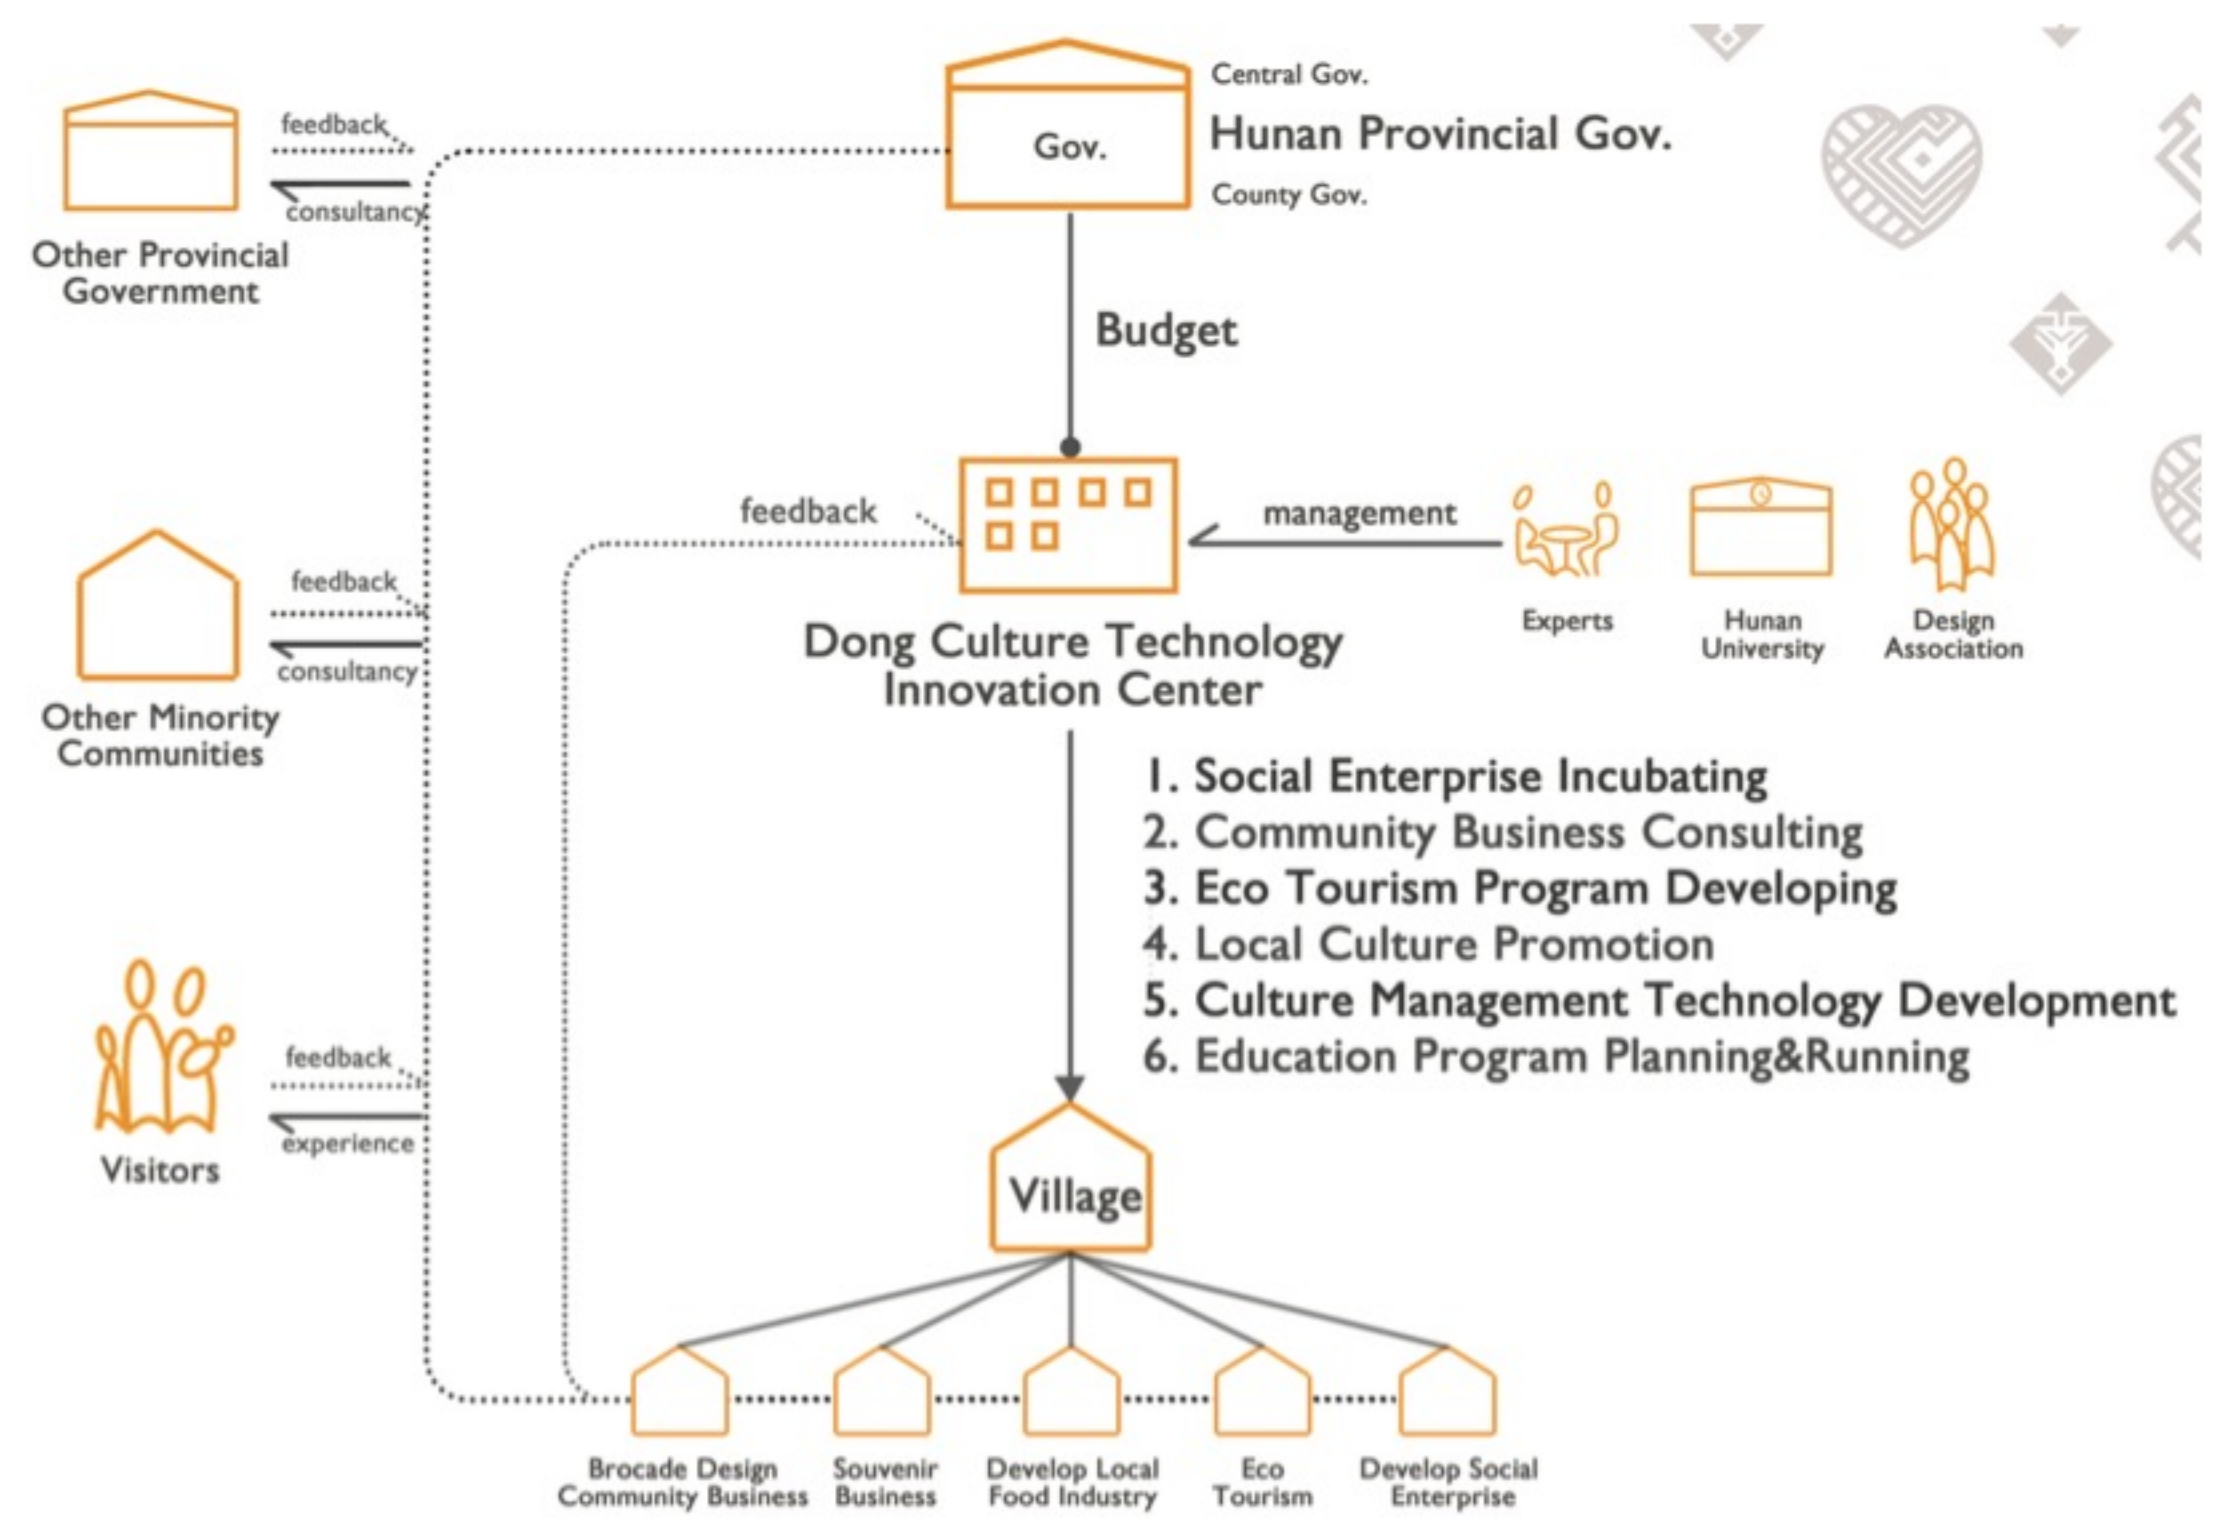 Central Gov.
Gov.
Hunan Provincial Gov.
County Gov.
feedback
consultancy
Other Provincial
Government
Budget
feedback
management
Experts
Hunan
University
Design
Association
Dong Culture Technology
Innovation Center
feedback
consultancy
Other Minority
Communities
1. Social Enterprise Incubating
2. Community Business Consulting
3. Eco Tourism Program Developing
4. Local Culture Promotion
5. Culture Management Technology Development
6. Education Program Planning&Running
feedback
experience
Visitors
Village
Brocade Design
Community Business
Souvenir
Business
Develop Local
Food Industry
Eco
Tourism
Develop Social
Enterprise